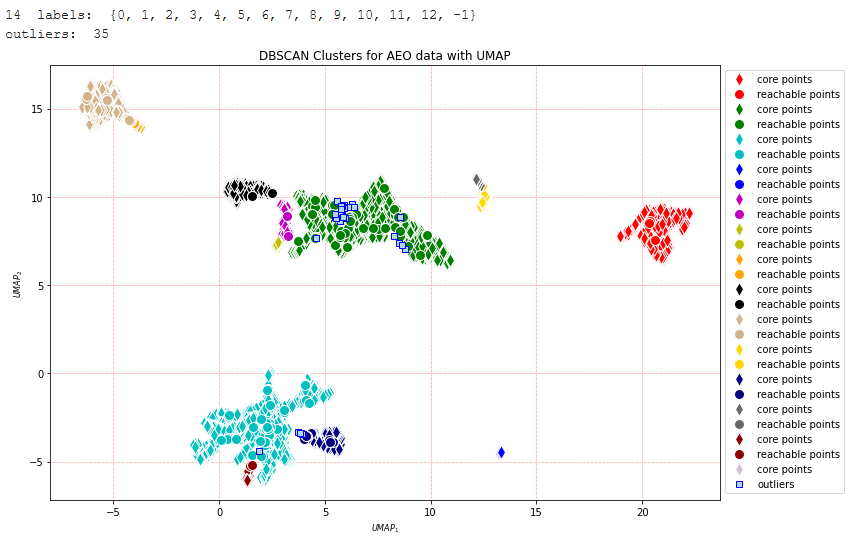 14 labels: {0, 1, 2, 3, 4, 5, 6, 7, 8, 9, 10, 11, 12, -1}
outliers: 35
DBSCAN Clusters for AEO data with UMAP
15
10
5
0
−5
UMAP₂
−5
0
5
10
15
20
UMAP₁
core points
reachable points
core points
reachable points
core points
reachable points
core points
reachable points
core points
reachable points
core points
reachable points
core points
reachable points
core points
reachable points
core points
reachable points
core points
reachable points
core points
reachable points
core points
reachable points
core points
reachable points
core points
outliers